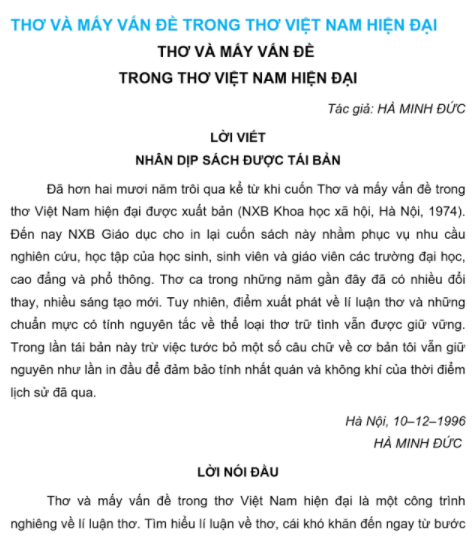 THƠ VÀ MẤY VẤN ĐỀ TRONG THƠ VIỆT NAM HIỆN ĐẠI
THƠ VÀ MẤY VẤN ĐỀ
TRONG THƠ VIỆT NAM HIỆN ĐẠI
Tác giả: HÀ MINH ĐỨC
LỜI VIẾT
NHÂN DỊP SÁCH ĐƯỢC TÁI BẢN
Đã hơn hai mươi năm trôi qua kể từ khi cuốn Thơ và mấy vấn đề trong
thơ Việt Nam hiện đại được xuất bản (NXB Khoa học xã hội, Hà Nội, 1974).
Đến nay NXB Giáo dục cho in lại cuốn sách này nhằm phục vụ nhu cầu
nghiên cứu, học tập của học sinh, sinh viên và giáo viên các trường đại học,
cao đẳng và phổ thông. Thơ ca trong những năm gần đây đã có nhiều đổi
thay, nhiều sáng tạo mới. Tuy nhiên, điểm xuất phát về lí luận thơ và những
chuẩn mực có tính nguyên tắc về thể loại thơ trữ tình vẫn được giữ vững.
Trong lần tái bản này trừ việc tước bỏ một số câu chữ về cơ bản tôi vẫn giữ
nguyên như lần in đầu để đảm bảo tính nhất quán và không khí của thời điểm
lịch sử đã qua.
Hà Nội, 10–12–1996
HÀ MINH ĐỨC
LỜI NÓI ĐẦU
Thơ và mấy vấn đề trong thơ Việt Nam hiện đại là một công trình
nghiêng về lí luận thơ. Tìm hiểu lí luận về thơ, cái khó khăn đến ngay từ bước